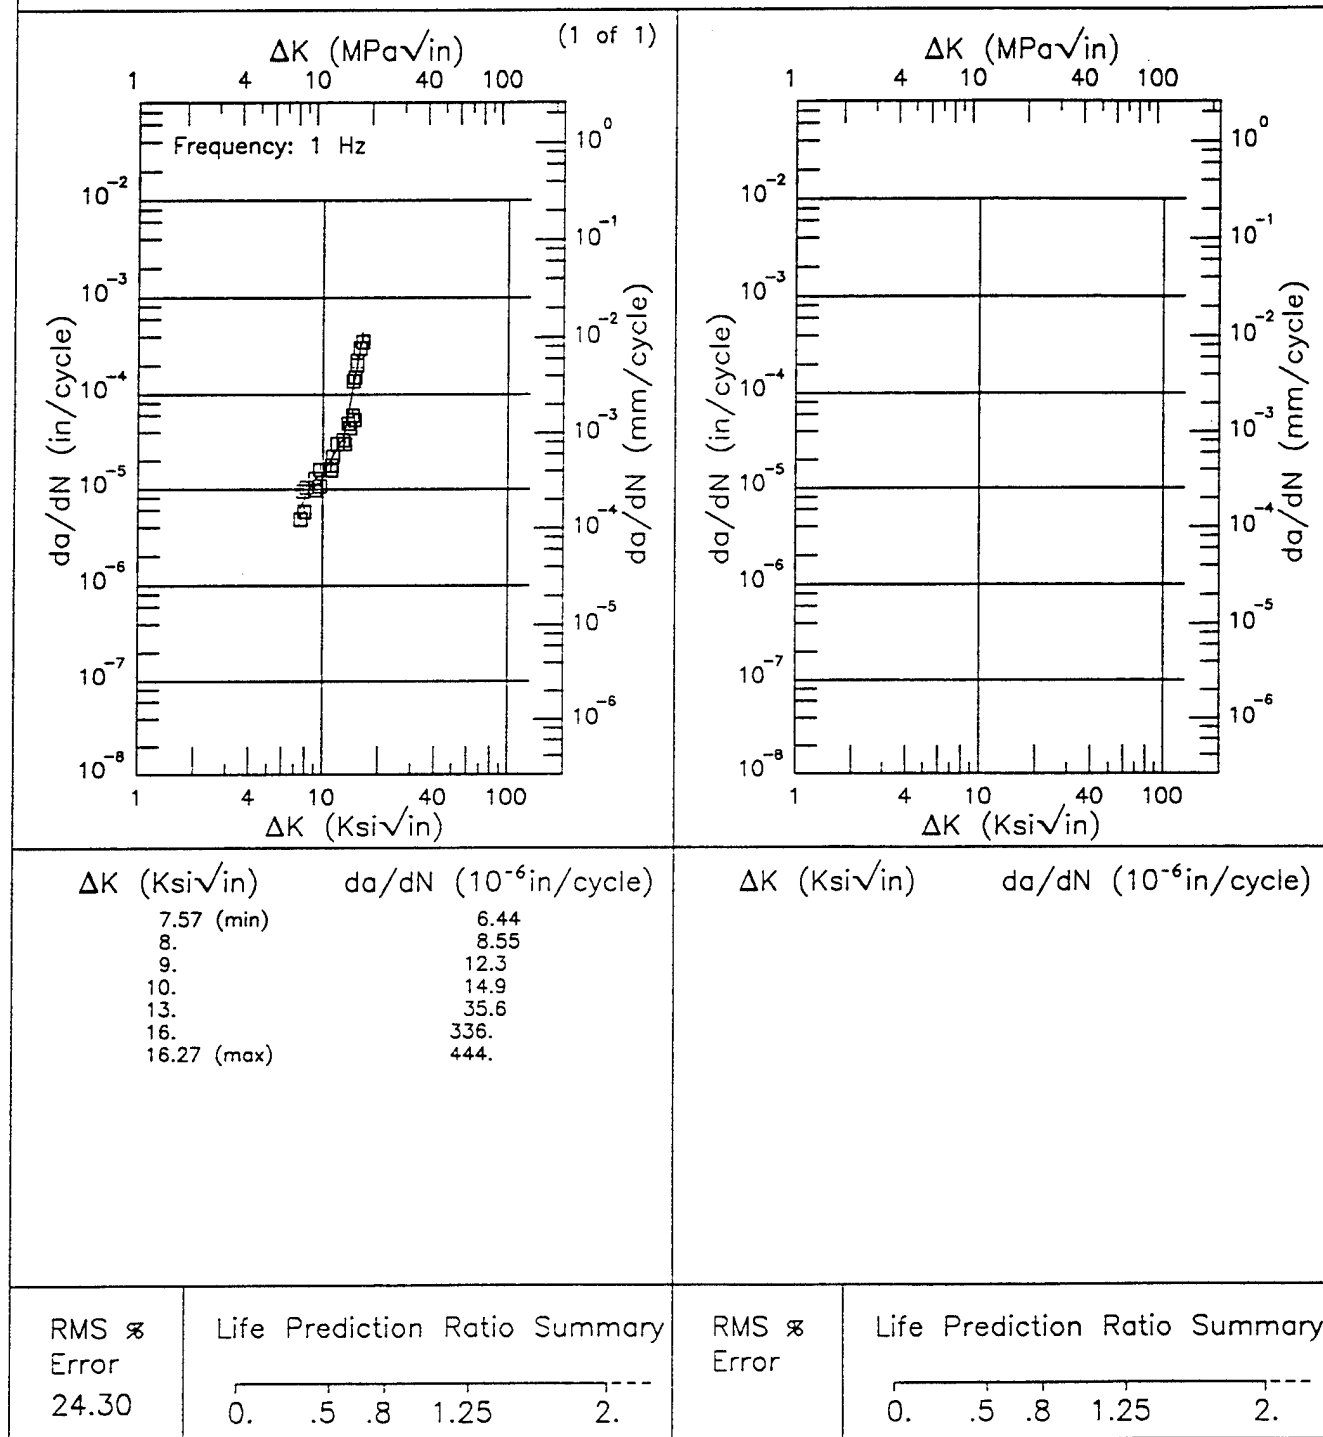 (1 of 1)
ΔK (MPa√in)
1 4 10 40 100
Frequency: 1 Hz
da/dN (in/cycle)
10⁻²
10⁻³
10⁻⁴
10⁻⁵
10⁻⁶
10⁻⁷
10⁻⁸
da/dN (mm/cycle)
10⁰
10⁻¹
10⁻²
10⁻³
10⁻⁴
10⁻⁵
10⁻⁶
1 4 10 40 100
ΔK (Ksi√in)
ΔK (MPa√in)
1 4 10 40 100
da/dN (in/cycle)
10⁻²
10⁻³
10⁻⁴
10⁻⁵
10⁻⁶
10⁻⁷
10⁻⁸
da/dN (mm/cycle)
10⁰
10⁻¹
10⁻²
10⁻³
10⁻⁴
10⁻⁵
10⁻⁶
1 4 10 40 100
ΔK (Ksi√in)
ΔK (Ksi√in) da/dN (10⁻⁶in/cycle)
7.57 (min) 6.44
8. 8.55
9. 12.3
10. 14.9
13. 35.6
16. 336.
16.27 (max) 444.
ΔK (Ksi√in) da/dN (10⁻⁶in/cycle)
RMS %
Error
24.30
Life Prediction Ratio Summary
0. .5 .8 1.25 2.
RMS %
Error
Life Prediction Ratio Summary
0. .5 .8 1.25 2.